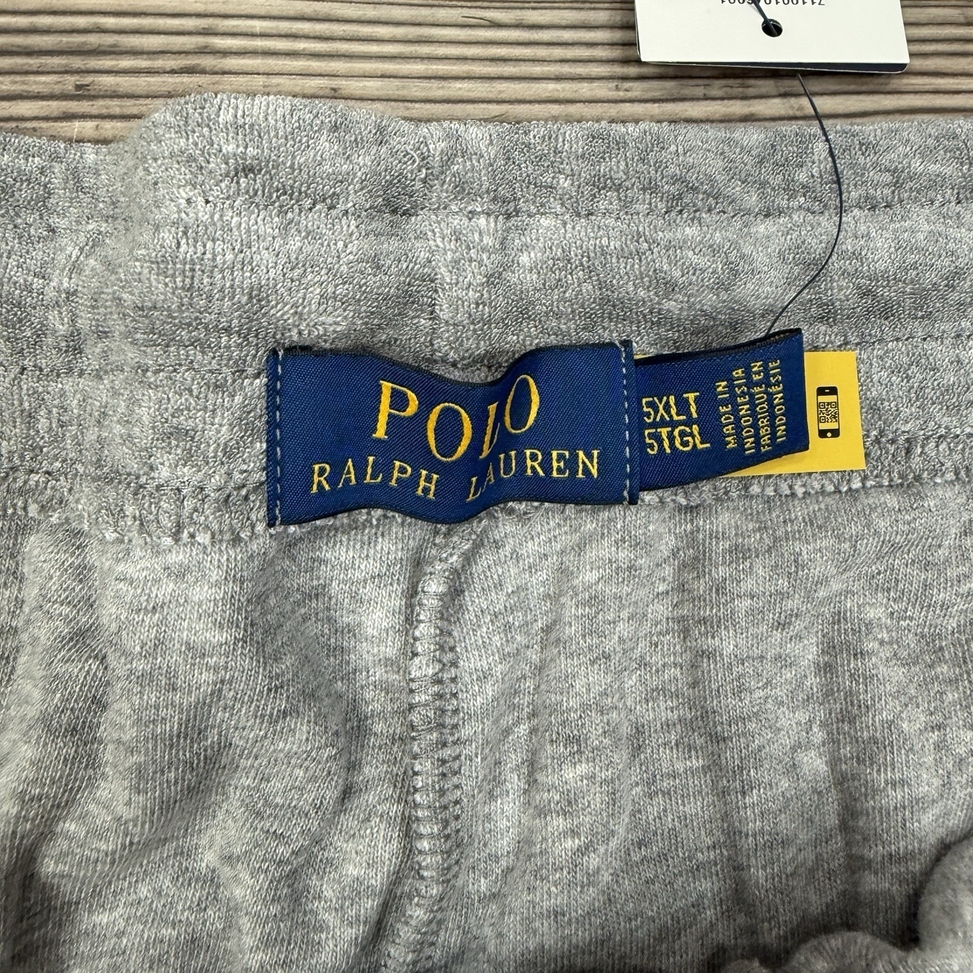 POLO
RALPH LAUREN
5XLT
5TGL
MADE IN
INDONESIA
FABRIQUÉ EN
INDONÉSIE